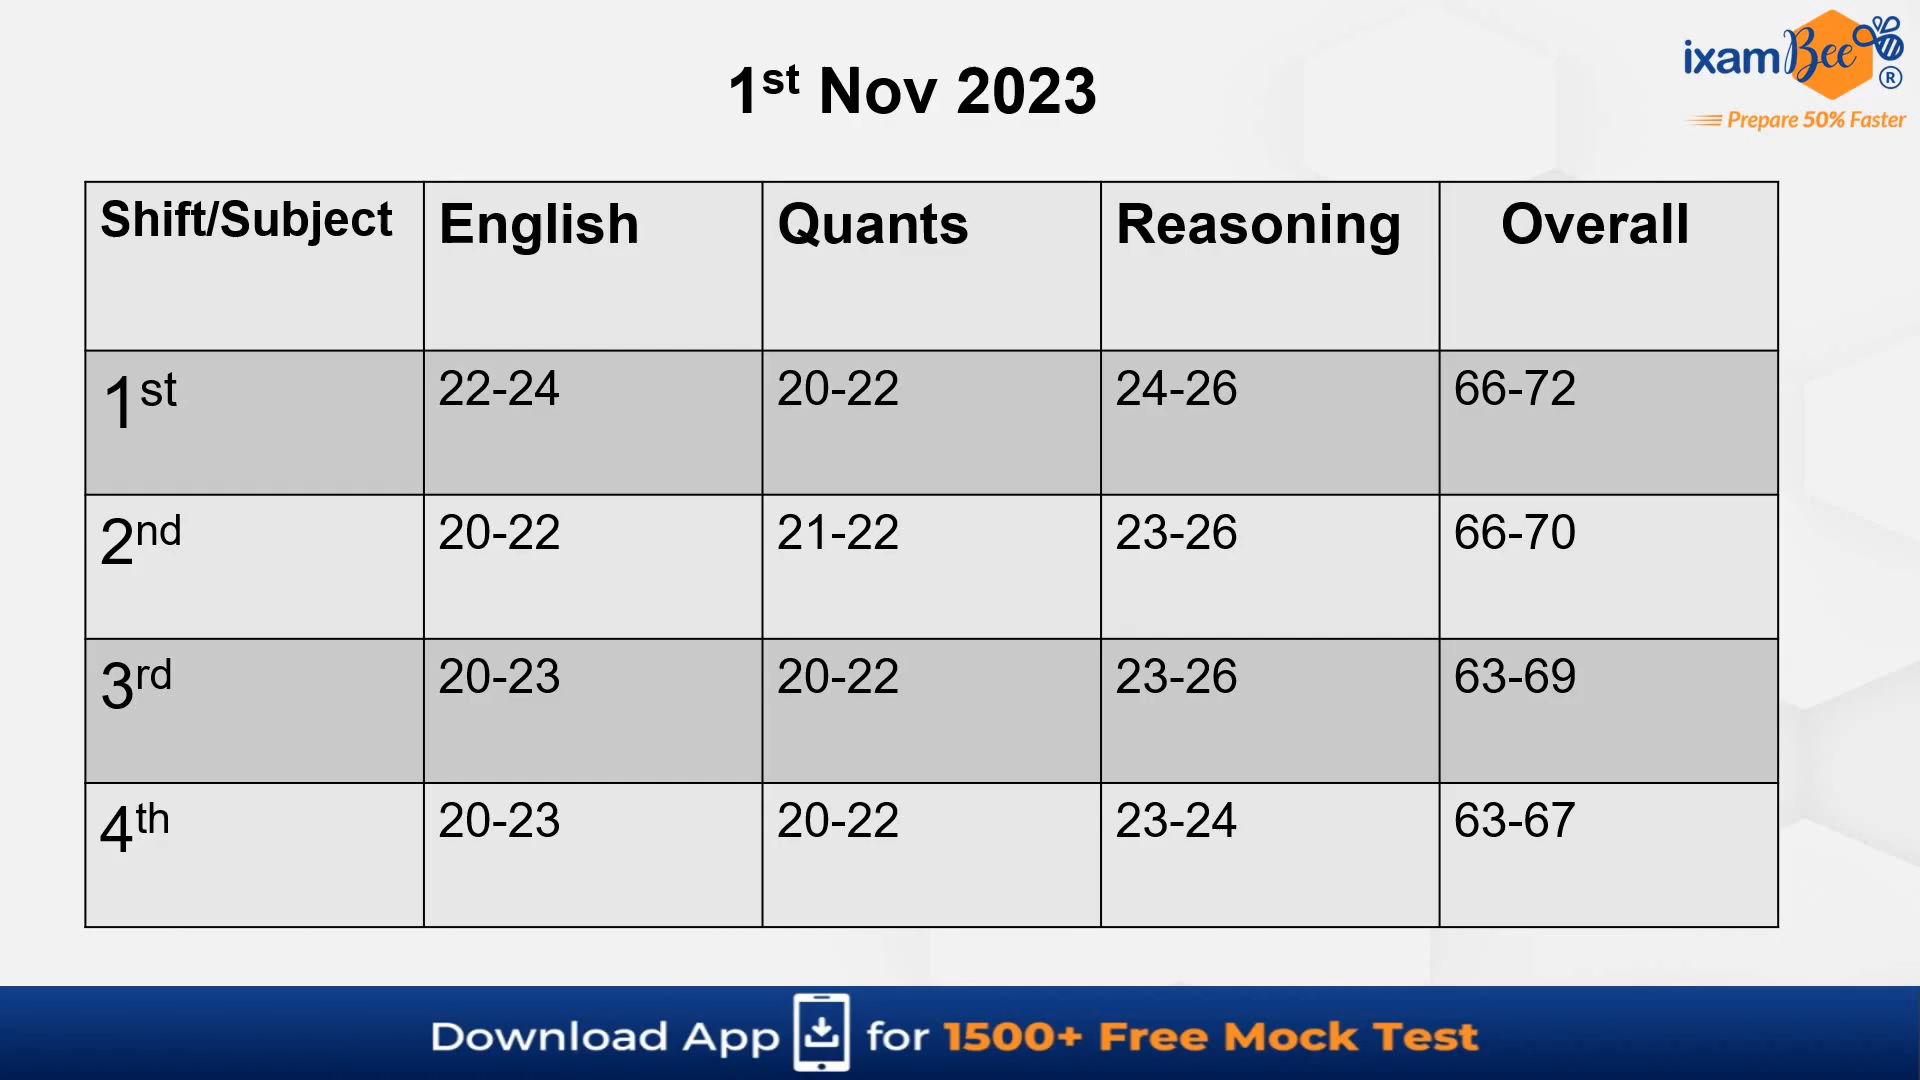 ixamBee®
Prepare 50% Faster
1st Nov 2023
Shift/Subject English Quants Reasoning Overall
1st 22-24 20-22 24-26 66-72
2nd 20-22 21-22 23-26 66-70
3rd 20-23 20-22 23-26 63-69
4th 20-23 20-22 23-24 63-67
Download App for 1500+ Free Mock Test